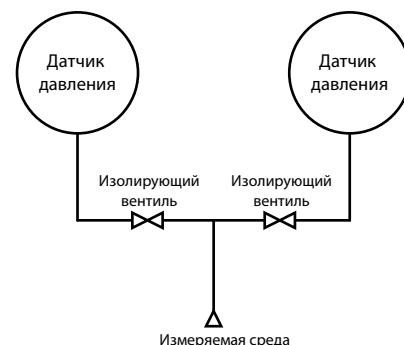 Датчик
давления
Датчик
давления
Изолирующий
вентиль
Изолирующий
вентиль
Измеряемая среда